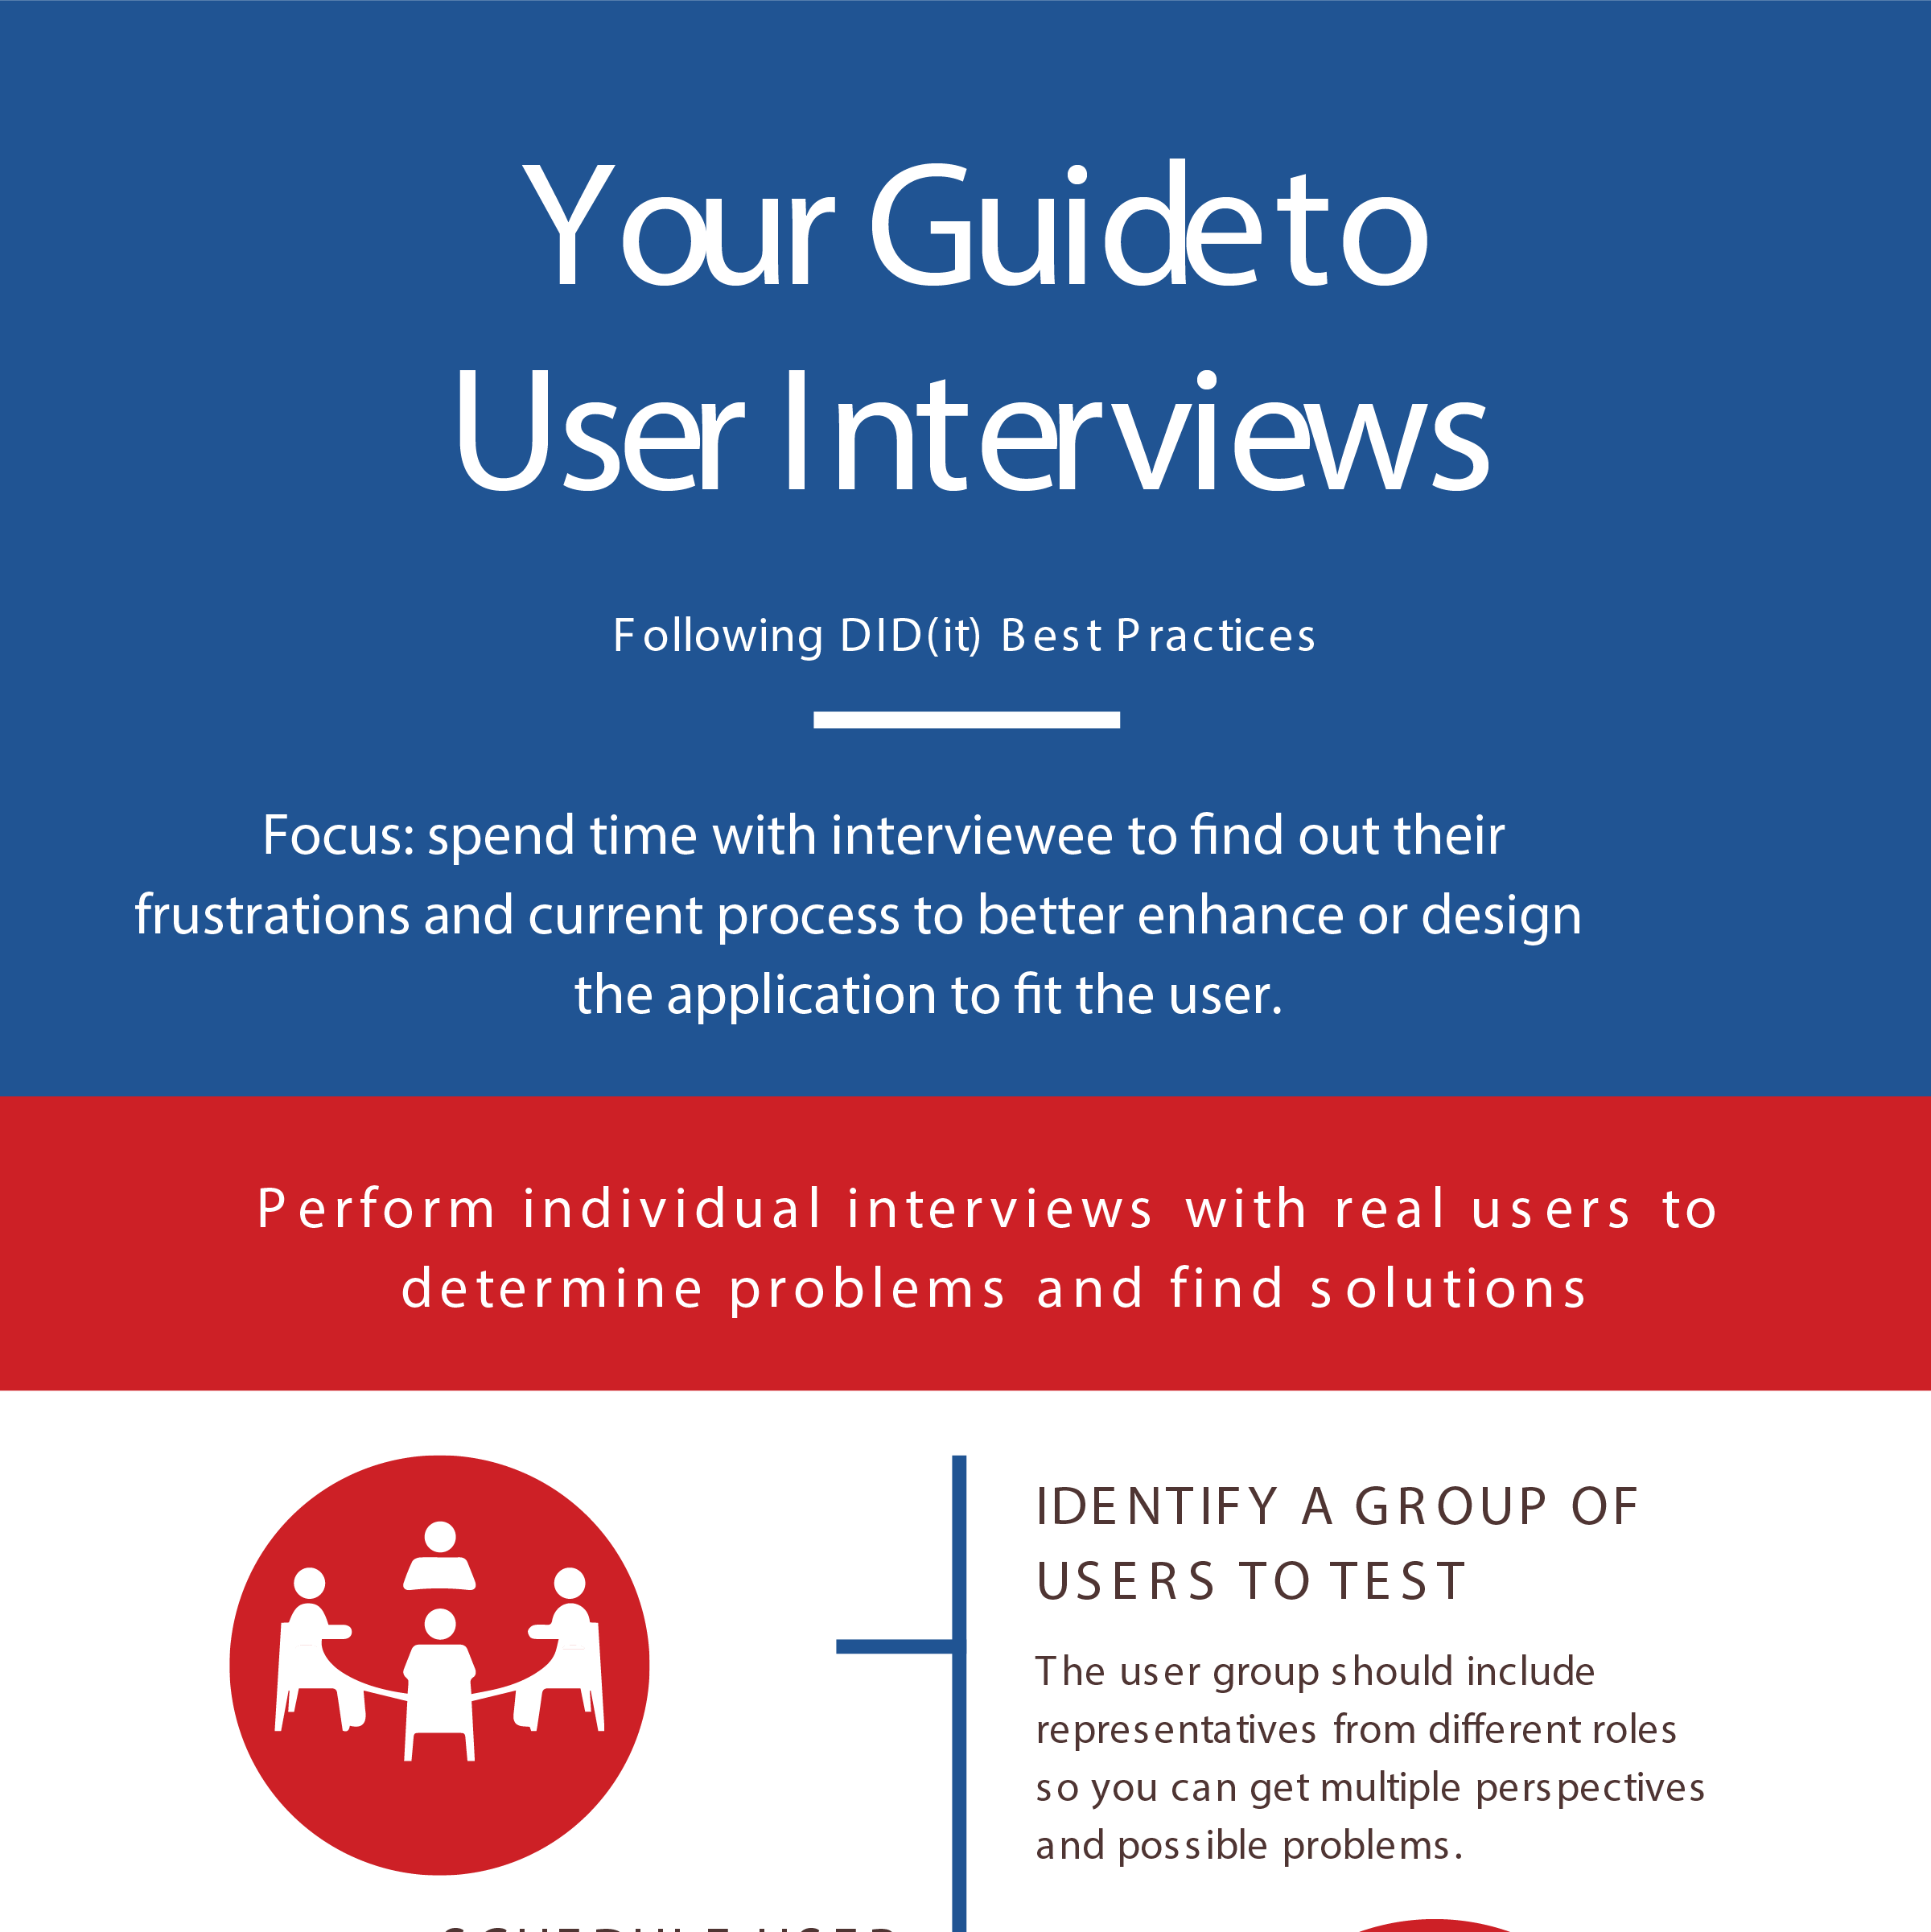 Your Guide to
User Interviews
Following DID(it) Best Practices
Focus: spend time with interviewee to find out their
frustrations and current process to better enhance or design
the application to fit the user.
Perform individual interviews with real users to
determine problems and find solutions
IDENTIFY A GROUP OF
USERS TO TEST
The user group should include
representatives from different roles
so you can get multiple perspectives
and possible problems.
SCHEDULE USER